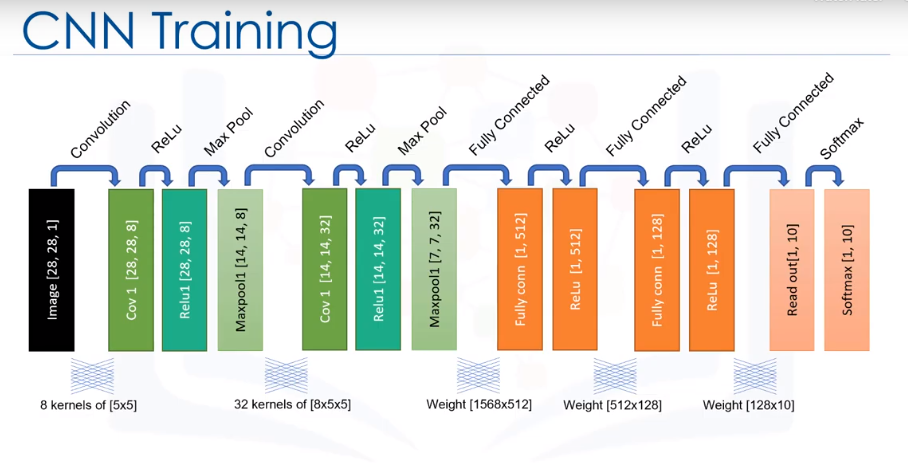 CNN Training
Convolution
ReLu
Max Pool
Convolution
ReLu
Max Pool
Fully Connected
ReLu
Fully Connected
ReLu
Fully Connected
Softmax
Image [28, 28, 1]
Cov 1 [28, 28, 8]
Relu1 [28, 28, 8]
Maxpool1 [14, 14, 8]
Cov 1 [14, 14, 32]
Relu1 [14, 14, 32]
Maxpool1 [7, 7, 32]
Fully conn [1, 512]
ReLu [1, 512]
Fully conn [1, 128]
ReLu [1, 128]
Read out[1, 10]
Softmax [1, 10]
8 kernels of [5x5]
32 kernels of [8x5x5]
Weight [1568x512]
Weight [512x128]
Weight [128x10]